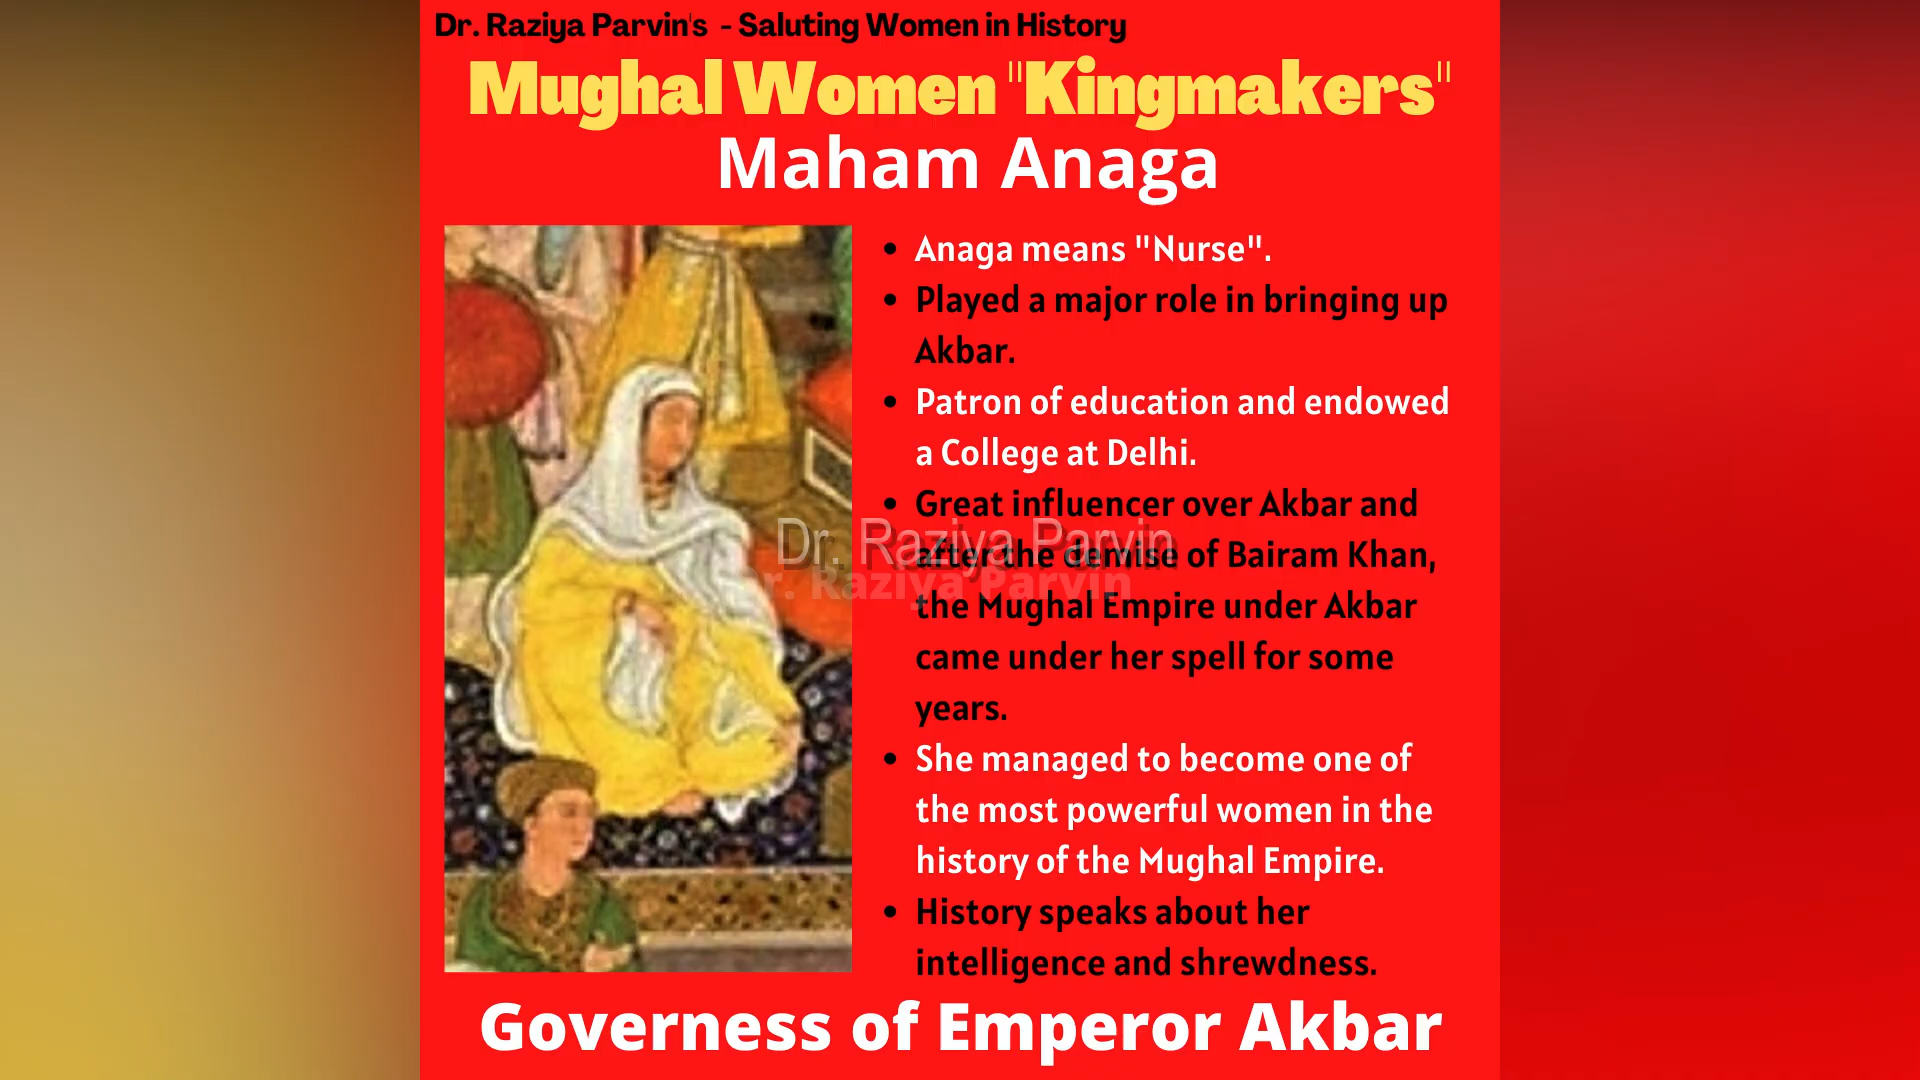 Dr. Raziya Parvin's - Saluting Women in History
Mughal Women "Kingmakers"
Maham Anaga
• Anaga means "Nurse".
• Played a major role in bringing up
Akbar.
• Patron of education and endowed
a College at Delhi.
• Great influencer over Akbar and
after the demise of Bairam Khan,
the Mughal Empire under Akbar
came under her spell for some
years.
• She managed to become one of
the most powerful women in the
history of the Mughal Empire.
• History speaks about her
intelligence and shrewdness.
Dr. Raziya Parvin
Dr. Raziya Parvin
Governess of Emperor Akbar